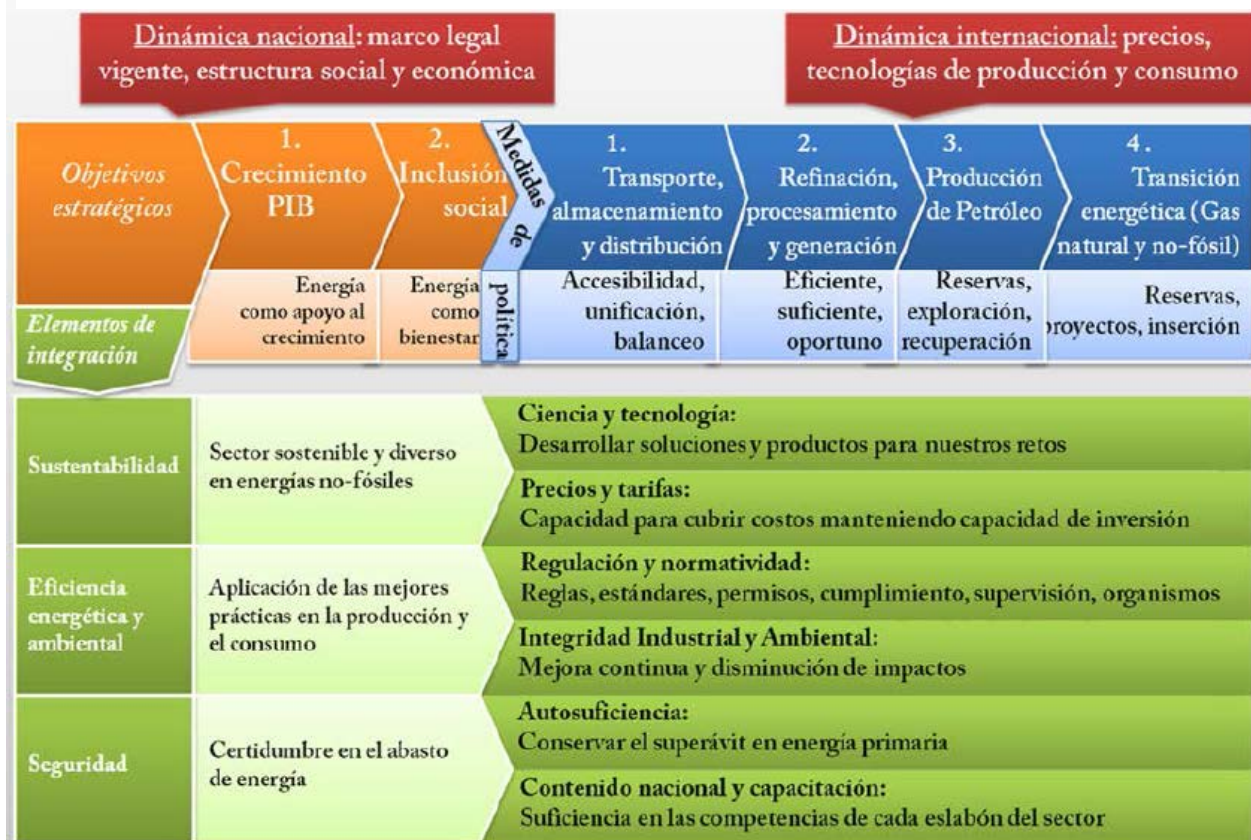 Dinámica nacional: marco legal
vigente, estructura social y económica
Dinámica internacional: precios,
tecnologías de producción y consumo
Objetivos
estratégicos
1.
Crecimiento
PIB
2.
Inclusión
social
Medidas de
política
1.
Transporte,
almacenamiento
y distribución
2.
Refinación,
procesamiento
y generación
3.
Producción
de Petróleo
4.
Transición
energética (Gas
natural y no-fósil)
Energía
como apoyo al
crecimiento
Energía
como
bienestar
Accesibilidad,
unificación,
balanceo
Eficiente,
suficiente,
oportuno
Reservas,
exploración,
recuperación
Reservas,
proyectos, inserción
Elementos de
integración
Sustentabilidad
Sector sostenible y diverso
en energías no-fósiles
Ciencia y tecnología:
Desarrollar soluciones y productos para nuestros retos
Precios y tarifas:
Capacidad para cubrir costos manteniendo capacidad de inversión
Eficiencia
energética y
ambiental
Aplicación de las mejores
prácticas en la producción y
el consumo
Regulación y normatividad:
Reglas, estándares, permisos, cumplimiento, supervisión, organismos
Integridad Industrial y Ambiental:
Mejora continua y disminución de impactos
Seguridad
Certidumbre en el abasto
de energía
Autosuficiencia:
Conservar el superávit en energía primaria
Contenido nacional y capacitación:
Suficiencia en las competencias de cada eslabón del sector